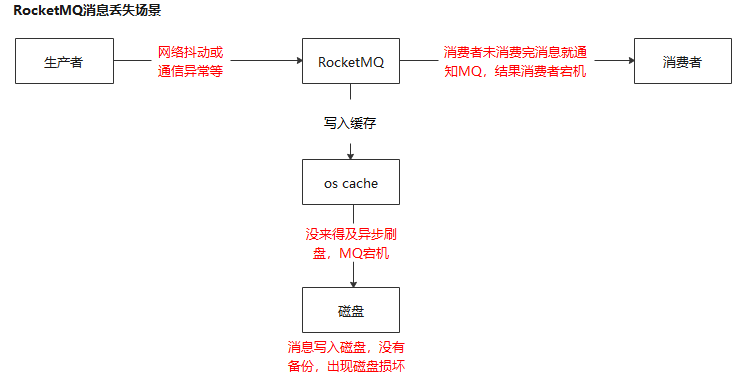 RocketMQ消息丢失场景
生产者
网络抖动或
通信异常等
RocketMQ
消费者未消费完消息就通
知MQ，结果消费者宕机
消费者
写入缓存
os cache
没来得及异步刷
盘，MQ宕机
磁盘
消息写入磁盘，没有
备份，出现磁盘损坏